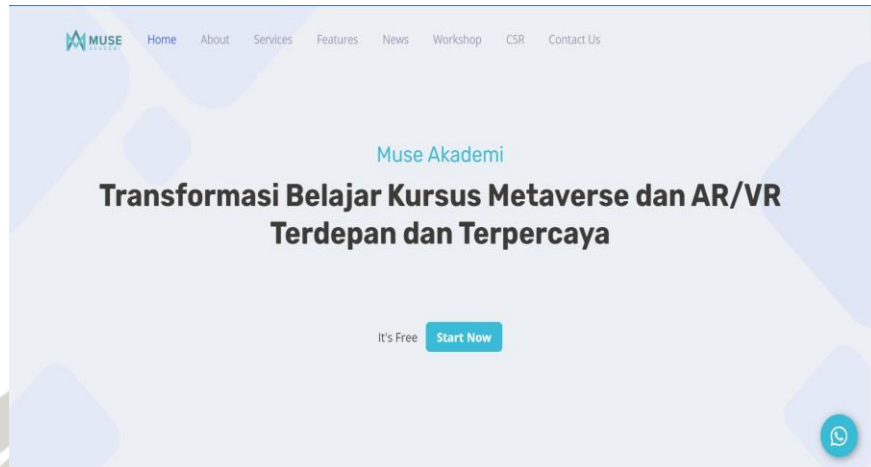 MUSE
AKADEMI
Home About Services Features News Workshop CSR Contact Us
Muse Akademi
Transformasi Belajar Kursus Metaverse dan AR/VR
Terdepan dan Terpercaya
It's Free Start Now